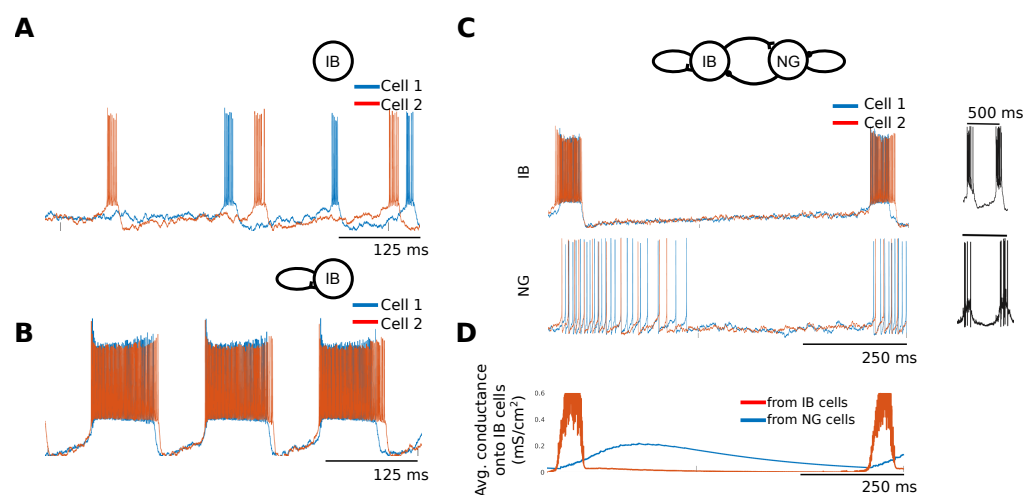 A
IB
Cell 1
Cell 2
125 ms
B
IB
Cell 1
Cell 2
125 ms
C
IB
NG
Cell 1
Cell 2
IB
500 ms
NG
250 ms
D
Avg. conductance
onto IB cells
(mS/cm²)
0.6
0.4
0.2
0
from IB cells
from NG cells
250 ms